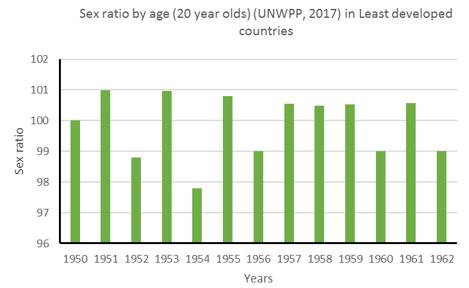 Sex ratio by age (20 year olds) (UNWPP, 2017) in Least developed
countries
102
101
100
99
98
97
96
Sex ratio
1950 1951 1952 1953 1954 1955 1956 1957 1958 1959 1960 1961 1962
Years